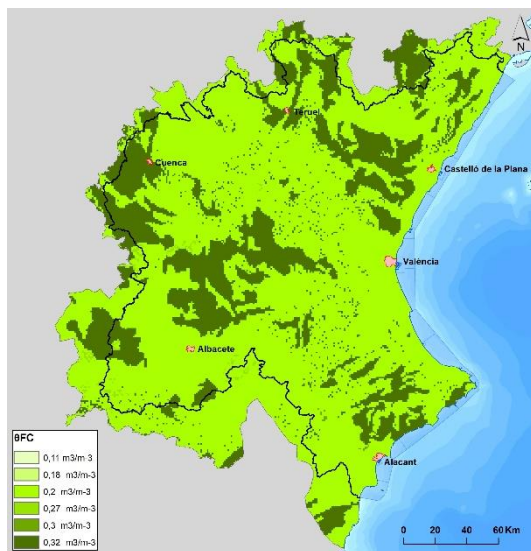 N
Teruel
Cuenca
Castelló de la Plana
València
Albacete
Alacant
θFC
0,11 m3/m-3
0,18 m3/m-3
0,2 m3/m-3
0,27 m3/m-3
0,3 m3/m-3
0,32 m3/m-3
0 20 40 60 Km